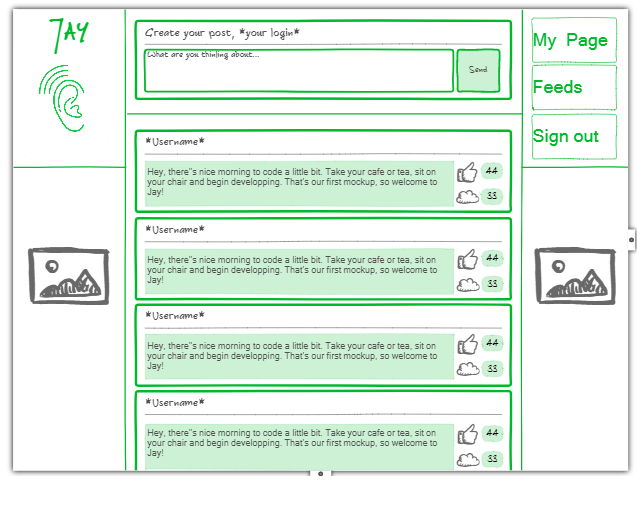 JAY
Create your post, *your login*
What are you thinking about...
Send
My Page
Feeds
Sign out
*Username*
Hey, there"s nice morning to code a little bit. Take your cafe or tea, sit on
your chair and begin developping. That's our first mockup, so welcome to
Jay!
44
33
*Username*
Hey, there"s nice morning to code a little bit. Take your cafe or tea, sit on
your chair and begin developping. That's our first mockup, so welcome to
Jay!
44
33
*Username*
Hey, there"s nice morning to code a little bit. Take your cafe or tea, sit on
your chair and begin developping. That's our first mockup, so welcome to
Jay!
44
33
*Username*
Hey, there"s nice morning to code a little bit. Take your cafe or tea, sit on
your chair and begin developping. That's our first mockup, so welcome to
Jay!
44
33